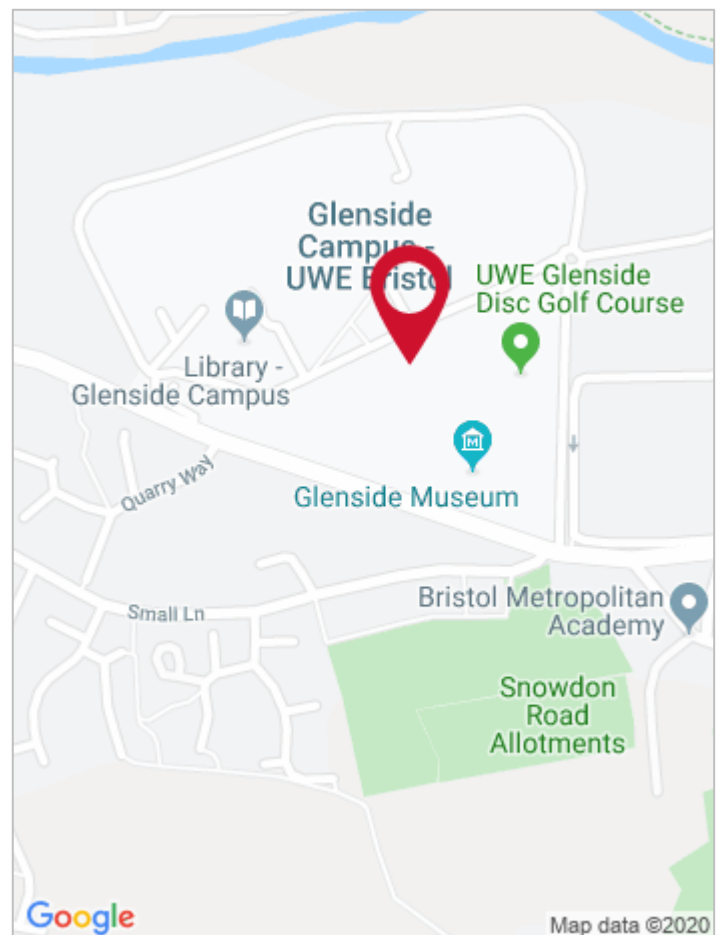 Glenside
Campus -
UWE Bristol
UWE Glenside
Disc Golf Course
Library -
Glenside Campus
Quarry Way
Glenside Museum
Bristol Metropolitan
Academy
Small Ln
Snowdon
Road
Allotments
M
Google
Map data ©2020